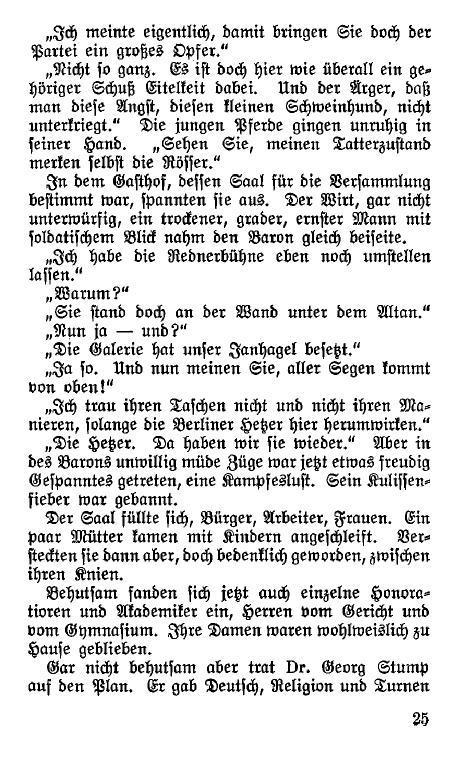 „Ich meinte eigentlich, damit bringen Sie doch der
Partei ein großes Opfer.“
„Nicht so ganz. Es ist doch hier wie überall ein ge-
höriger Schuß Eitelkeit dabei. Und der Ärger, daß
man diese Angst, diesen kleinen Schweinhund, nicht
unterkriegt.“ Die jungen Pferde gingen unruhig in
seiner Hand. „Sehen Sie, meinen Tatterzustand
merken selbst die Rösser.“
In dem Gasthof, dessen Saal für die Versammlung
bestimmt war, spannten sie aus. Der Wirt, gar nicht
unterwürfig, ein trockener, grader, ernster Mann mit
soldatischem Blick nahm den Baron gleich beiseite.
„Ich habe die Rednerbühne eben noch umstellen
lassen.“
„Warum?“
„Sie stand doch an der Wand unter dem Altan.“
„Nun ja — und?“
„Die Galerie hat unser Janhagel besetzt.“
„Ja so. Und nun meinen Sie, aller Segen kommt
von oben!“
„Ich trau ihren Taschen nicht und nicht ihren Ma-
nieren, solange die Berliner Hetzer hier herumwirken.“
„Die Hetzer. Da haben wir sie wieder.“ Aber in
des Barons unwillig müde Züge war jetzt etwas freudig
Gespanntes getreten, eine Kampfeslust. Sein Kulissen-
fieber war gebannt.
Der Saal füllte sich, Bürger, Arbeiter, Frauen. Ein
paar Mütter kamen mit Kindern angeschleift. Ver-
steckten sie dann aber, doch bedenklich geworden, zwischen
ihren Knien.
Behutsam fanden sich jetzt auch einzelne Honora-
tioren und Akademiker ein, Herren vom Gericht und
vom Gymnasium. Ihre Damen waren wohlweislich zu
Hause geblieben.
Gar nicht behutsam aber trat Dr. Georg Stump
auf den Plan. Er gab Deutsch, Religion und Turnen
25